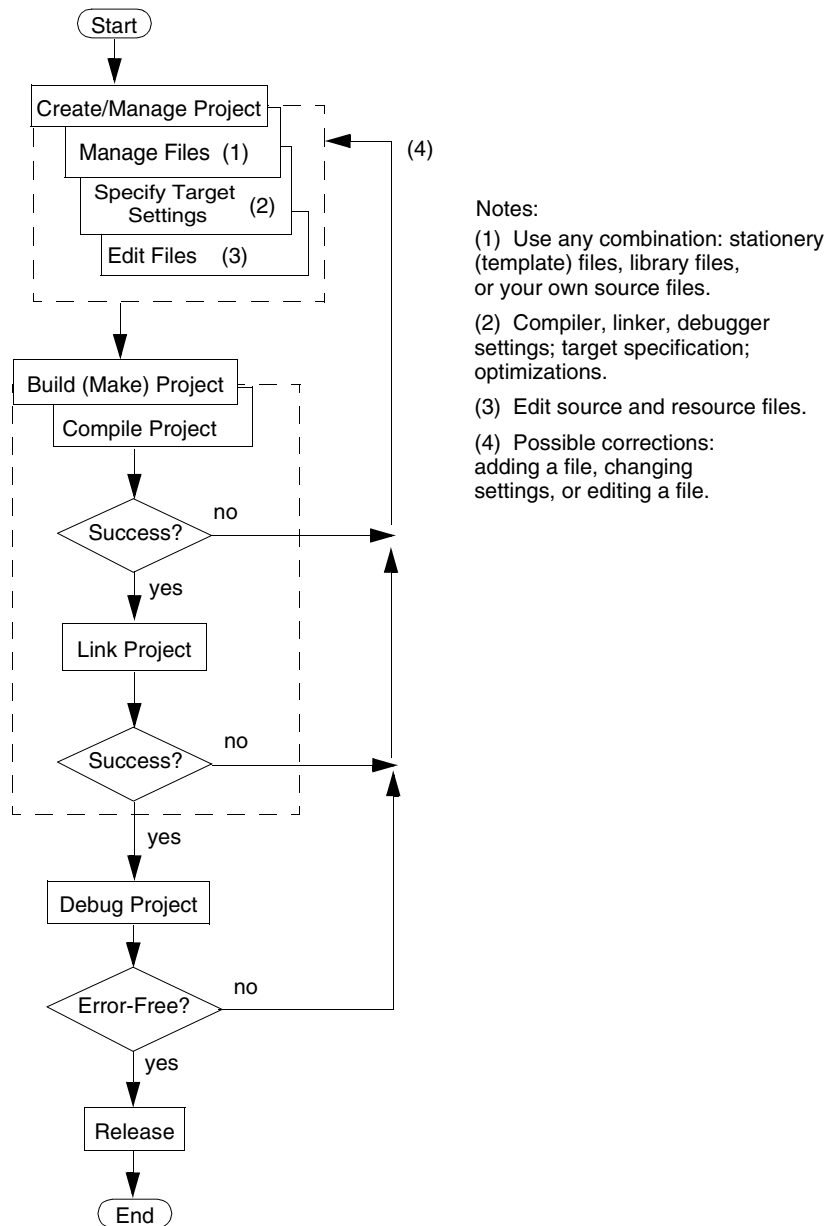 Start
Create/Manage Project
Manage Files (1)
Specify Target
Settings
(2)
Edit Files (3)
(4)
Build (Make) Project
Compile Project
Success?
no
yes
Link Project
Success?
no
yes
Debug Project
Error-Free?
no
yes
Release
End
Notes:
(1) Use any combination: stationery
(template) files, library files,
or your own source files.
(2) Compiler, linker, debugger
settings; target specification;
optimizations.
(3) Edit source and resource files.
(4) Possible corrections:
adding a file, changing
settings, or editing a file.